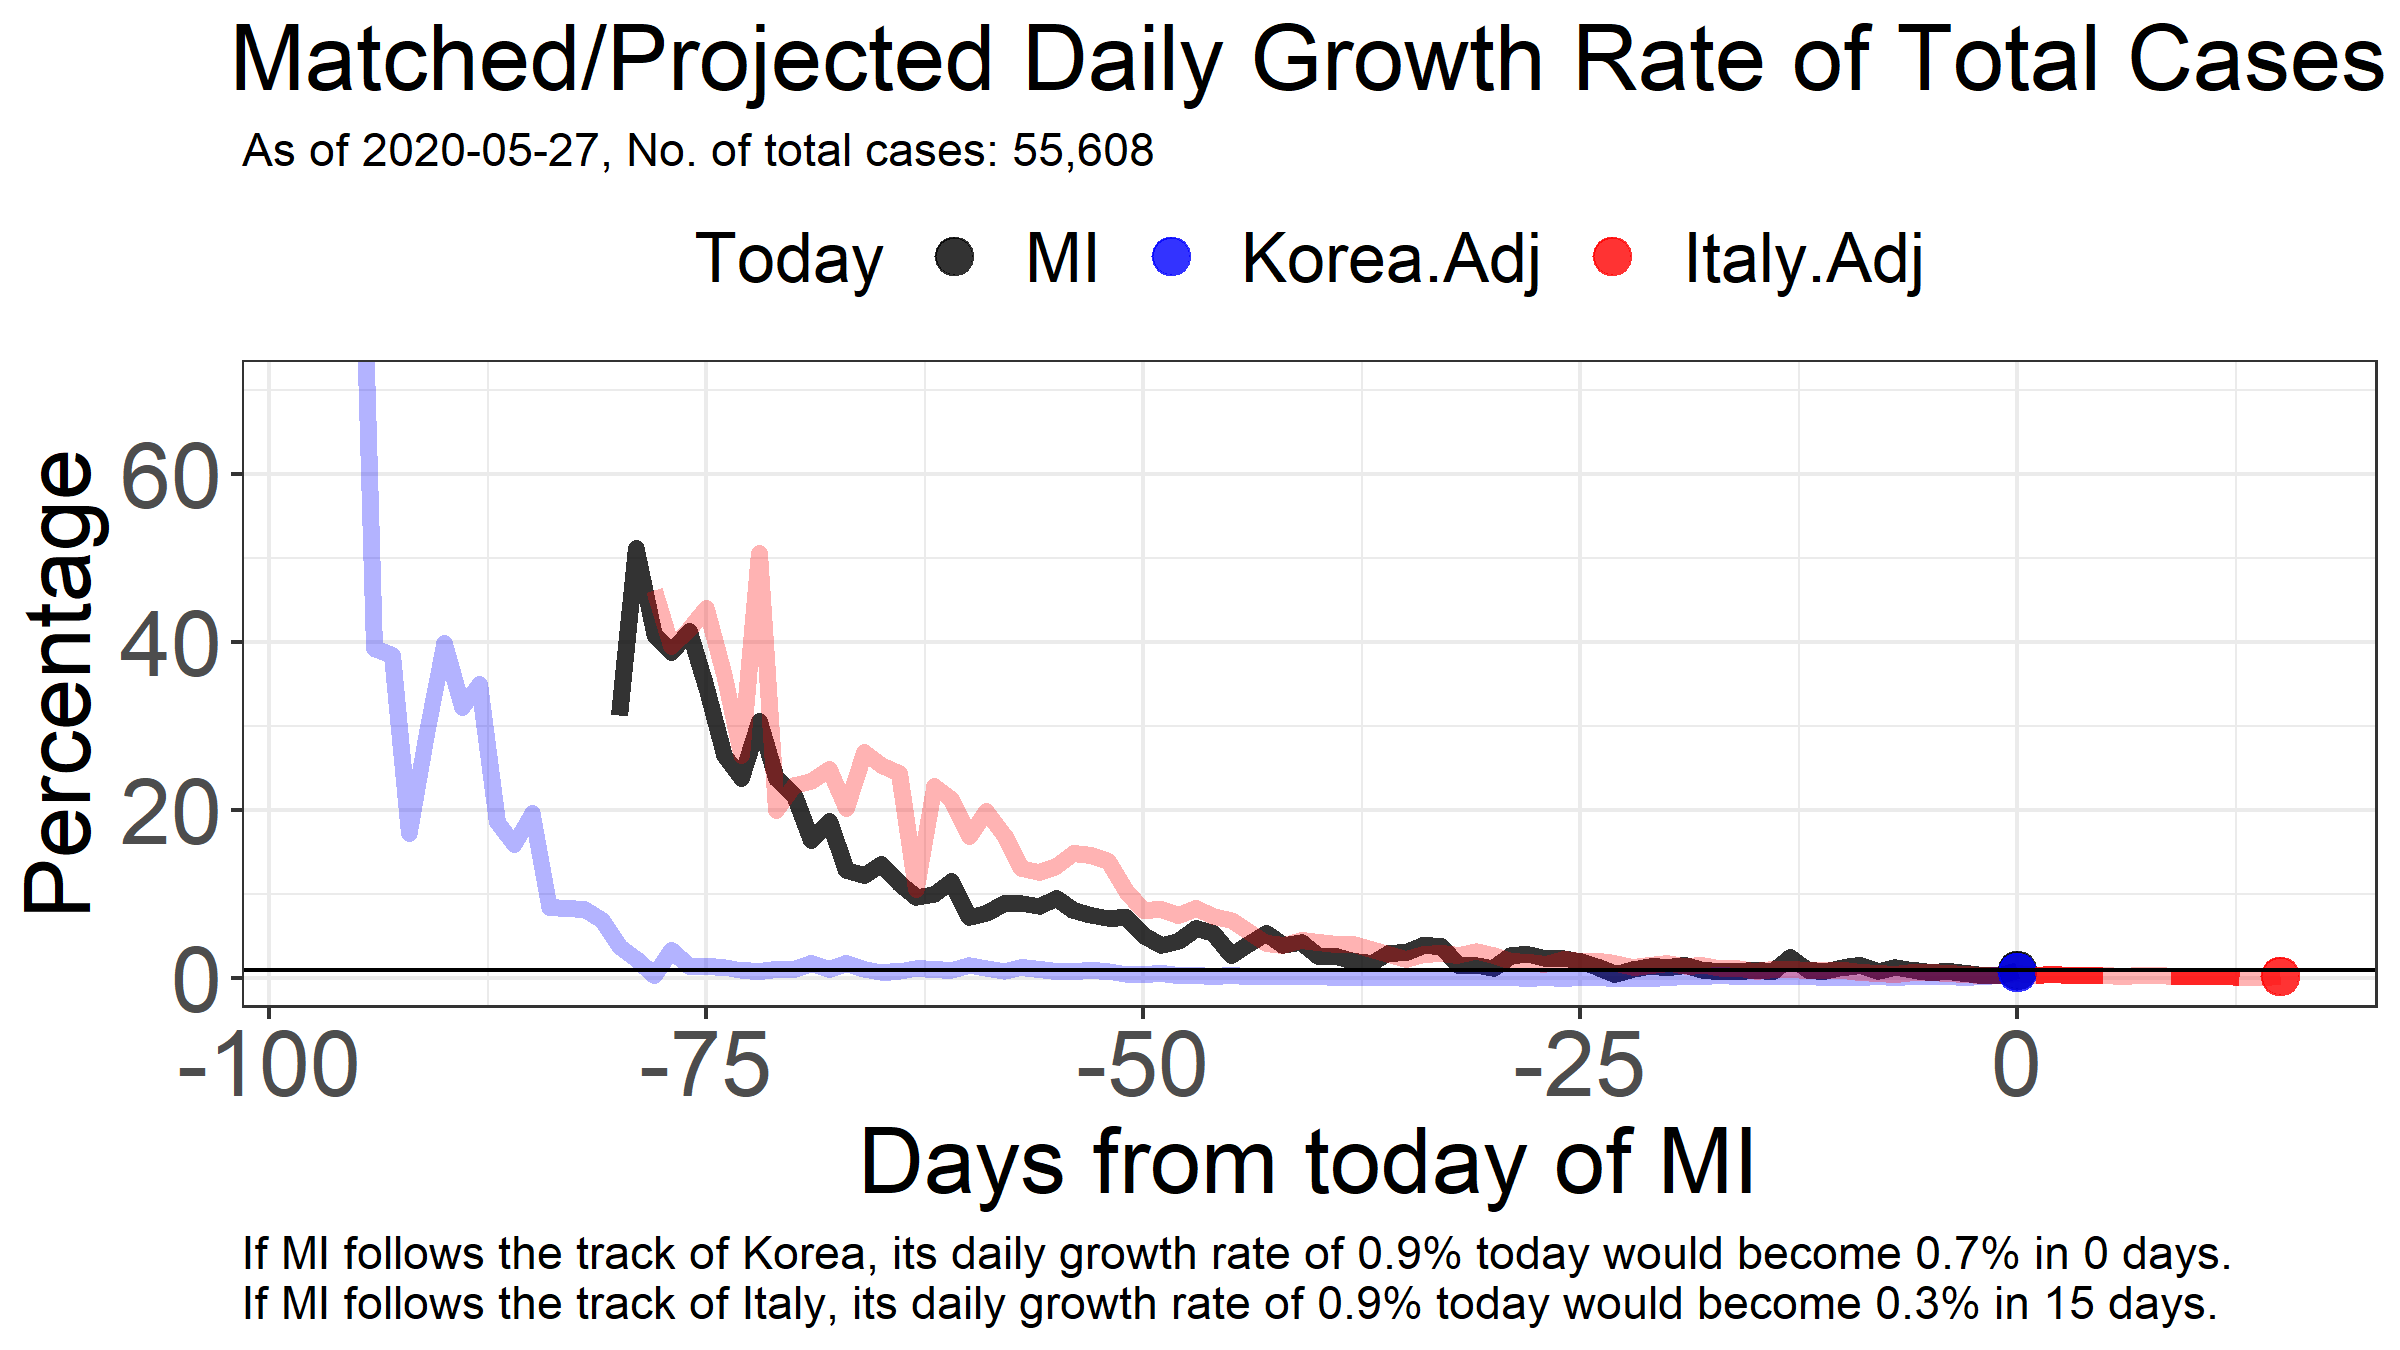 Matched/Projected Daily Growth Rate of Total Cases
As of 2020-05-27, No. of total cases: 55,608
Today MI Korea.Adj Italy.Adj
Percentage
60
40
20
0
-100 -75 -50 -25 0
Days from today of MI
If MI follows the track of Korea, its daily growth rate of 0.9% today would become 0.7% in 0 days.
If MI follows the track of Italy, its daily growth rate of 0.9% today would become 0.3% in 15 days.